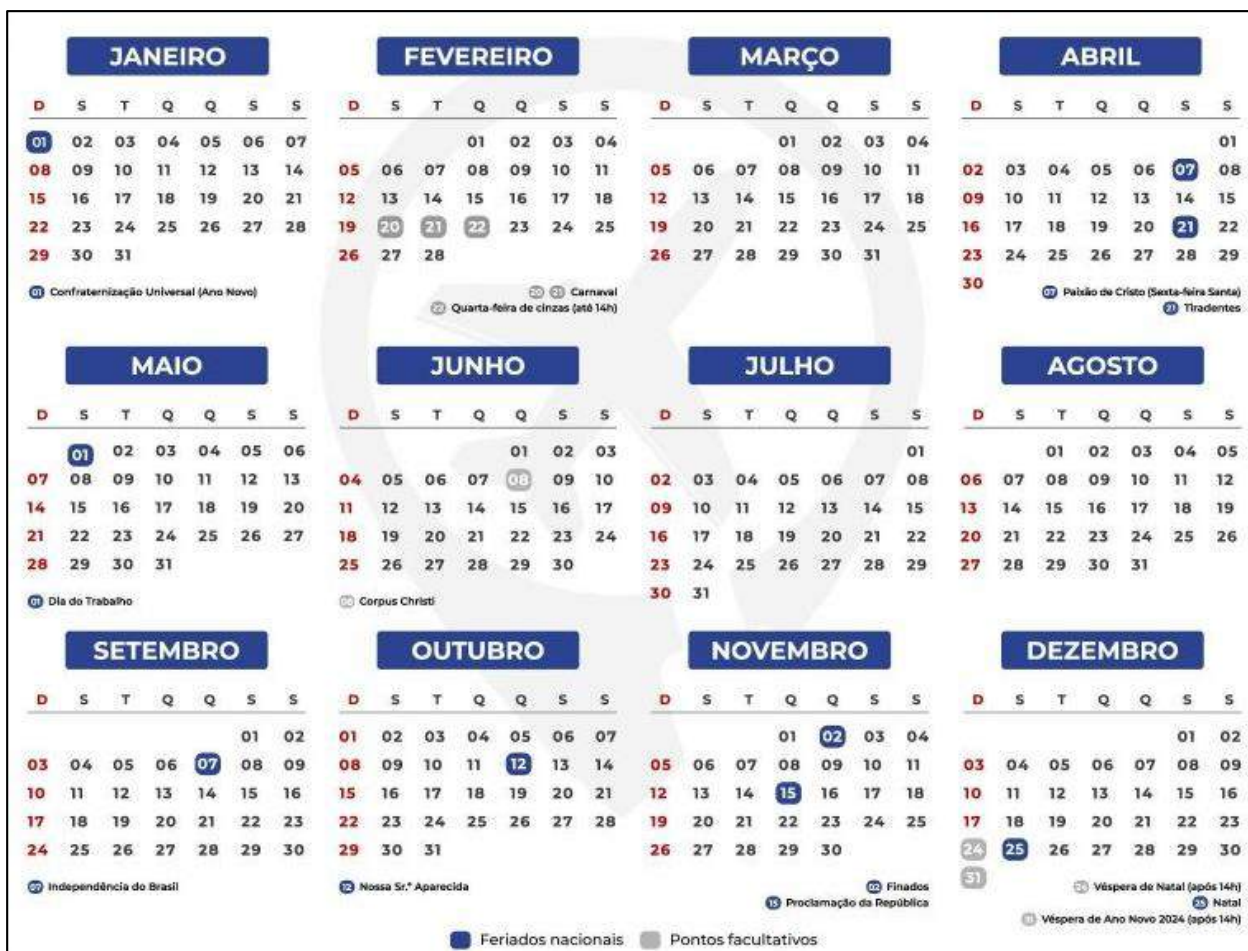 JANEIRO
D S T Q Q S S
01 02 03 04 05 06 07
08 09 10 11 12 13 14
15 16 17 18 19 20 21
22 23 24 25 26 27 28
29 30 31
01 Confraternização Universal (Ano Novo)
FEVEREIRO
D S T Q Q S S
01 02 03 04
05 06 07 08 09 10 11
12 13 14 15 16 17 18
19 20 21 22 23 24 25
26 27 28
20 21 Carnaval
22 Quarta-feira de cinzas (até 14h)
MARÇO
D S T Q Q S S
01 02 03 04
05 06 07 08 09 10 11
12 13 14 15 16 17 18
19 20 21 22 23 24 25
26 27 28 29 30 31
ABRIL
D S T Q Q S S
01
02 03 04 05 06 07 08
09 10 11 12 13 14 15
16 17 18 19 20 21 22
23 24 25 26 27 28 29
30
07 Paixão de Cristo (Sexta-feira Santa)
21 Tiradentes
MAIO
D S T Q Q S S
01 02 03 04 05 06
07 08 09 10 11 12 13
14 15 16 17 18 19 20
21 22 23 24 25 26 27
28 29 30 31
01 Dia do Trabalho
JUNHO
D S T Q Q S S
01 02 03
04 05 06 07 08 09 10
11 12 13 14 15 16 17
18 19 20 21 22 23 24
25 26 27 28 29 30
08 Corpus Christi
JULHO
D S T Q Q S S
01
02 03 04 05 06 07 08
09 10 11 12 13 14 15
16 17 18 19 20 21 22
23 24 25 26 27 28 29
30 31
AGOSTO
D S T Q Q S S
01 02 03 04 05
06 07 08 09 10 11 12
13 14 15 16 17 18 19
20 21 22 23 24 25 26
27 28 29 30 31
SETEMBRO
D S T Q Q S S
01 02
03 04 05 06 07 08 09
10 11 12 13 14 15 16
17 18 19 20 21 22 23
24 25 26 27 28 29 30
07 Independência do Brasil
OUTUBRO
D S T Q Q S S
01 02 03 04 05 06 07
08 09 10 11 12 13 14
15 16 17 18 19 20 21
22 23 24 25 26 27 28
29 30 31
12 Nossa Sr.ª Aparecida
NOVEMBRO
D S T Q Q S S
01 02 03 04
05 06 07 08 09 10 11
12 13 14 15 16 17 18
19 20 21 22 23 24 25
26 27 28 29 30
02 Finados
15 Proclamação da República
DEZEMBRO
D S T Q Q S S
01 02
03 04 05 06 07 08 09
10 11 12 13 14 15 16
17 18 19 20 21 22 23
24 25 26 27 28 29 30
31
24 Véspera de Natal (após 14h)
25 Natal
31 Véspera de Ano Novo 2024 (após 14h)
Feriados nacionais Pontos facultativos